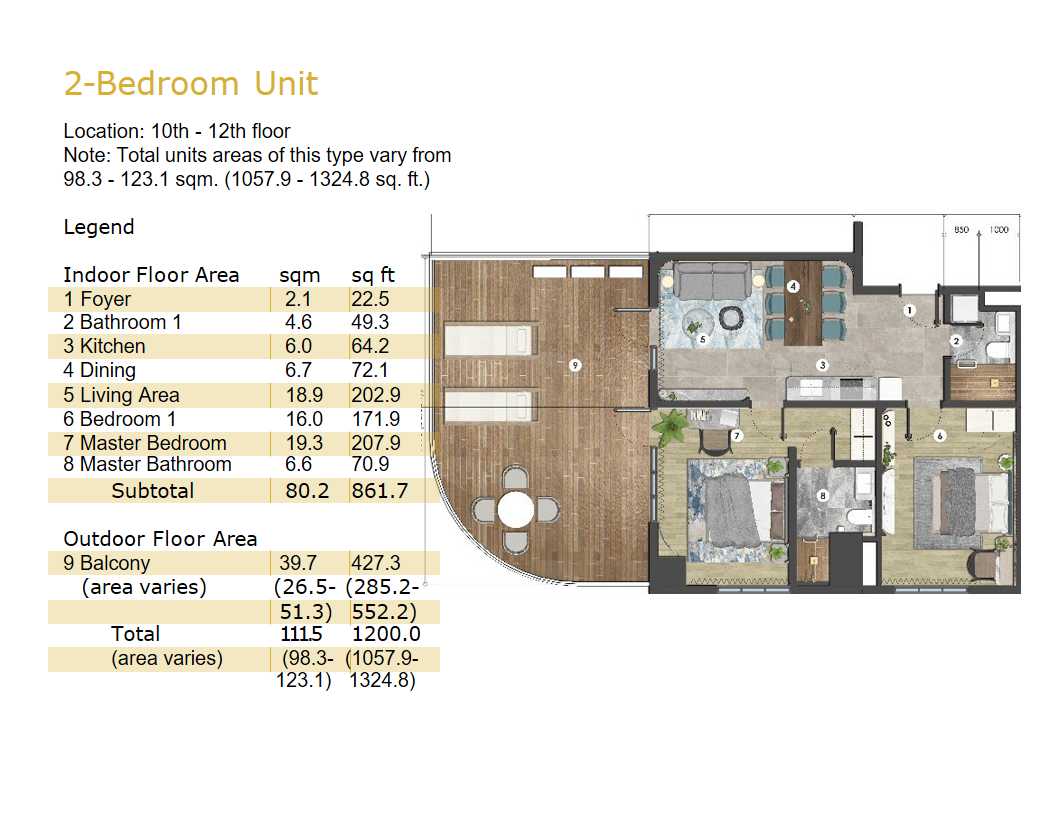 2-Bedroom Unit
Location: 10th - 12th floor
Note: Total units areas of this type vary from
98.3 - 123.1 sqm. (1057.9 - 1324.8 sq. ft.)
Legend
Indoor Floor Area sqm sq ft
1 Foyer 2.1 22.5
2 Bathroom 1 4.6 49.3
3 Kitchen 6.0 64.2
4 Dining 6.7 72.1
5 Living Area 18.9 202.9
6 Bedroom 1 16.0 171.9
7 Master Bedroom 19.3 207.9
8 Master Bathroom 6.6 70.9
Subtotal 80.2 861.7
Outdoor Floor Area
9 Balcony 39.7 427.3
(area varies) (26.5- (285.2-
51.3) 552.2)
Total 111.5 1200.0
(area varies) (98.3- (1057.9-
123.1) 1324.8)
850 1000
4
1
5
2
9
3
7
6
8